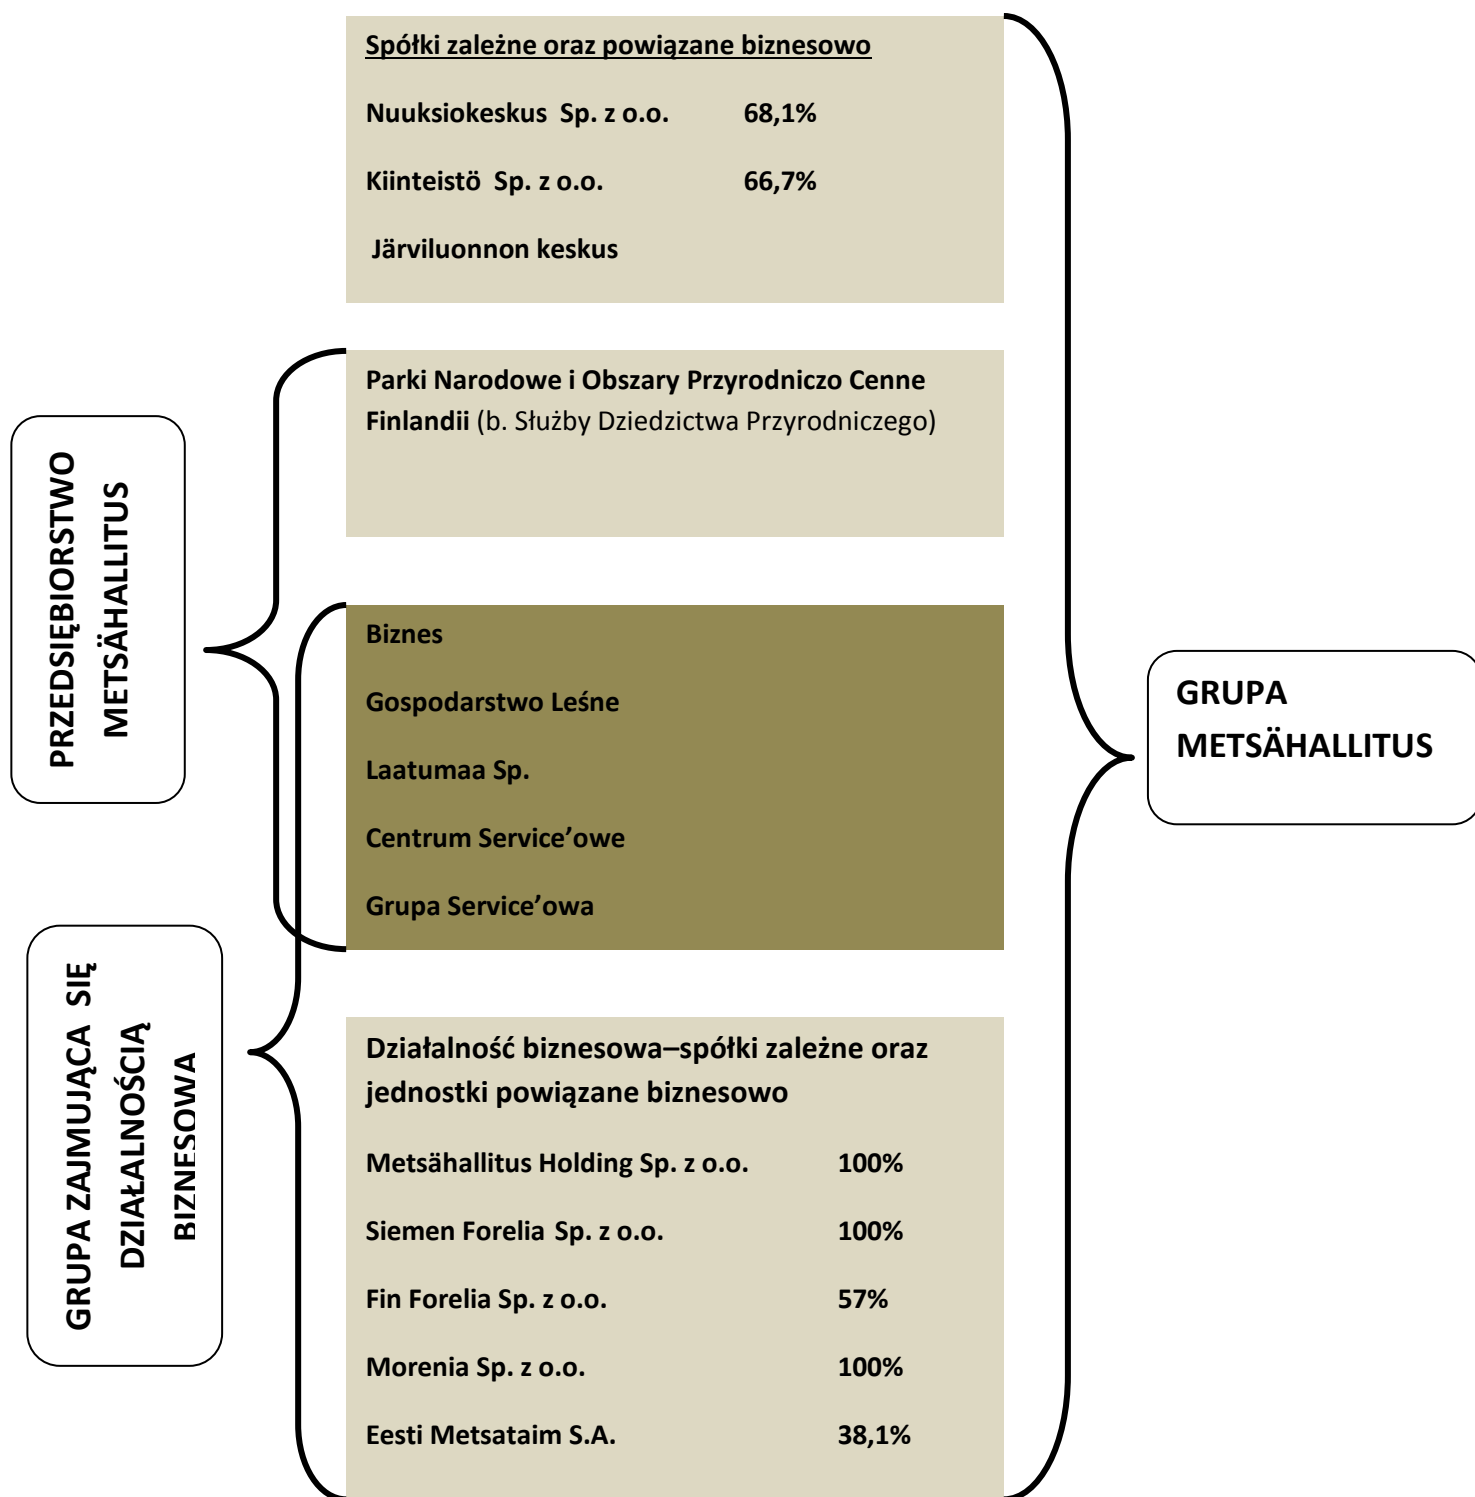 Spółki zależne oraz powiązane biznesowo
Nuuksiokeskus Sp. z o.o. 68,1%
Kiinteistö Sp. z o.o. 66,7%
Järviluonnon keskus
Parki Narodowe i Obszary Przyrodniczo Cenne
Finlandii (b. Służby Dziedzictwa Przyrodniczego)
PRZEDSIĘBIORSTWO
METSÄHALLITUS
Biznes
Gospodarstwo Leśne
Laatumaa Sp.
Centrum Service’owe
Grupa Service’owa
GRUPA
METSÄHALLITUS
GRUPA ZAJMUJĄCA SIĘ
DZIAŁALNOŚCIĄ
BIZNESOWA
Działalność biznesowa–spółki zależne oraz
jednostki powiązane biznesowo
Metsähallitus Holding Sp. z o.o. 100%
Siemen Forelia Sp. z o.o. 100%
Fin Forelia Sp. z o.o. 57%
Morenia Sp. z o.o. 100%
Eesti Metsataim S.A. 38,1%